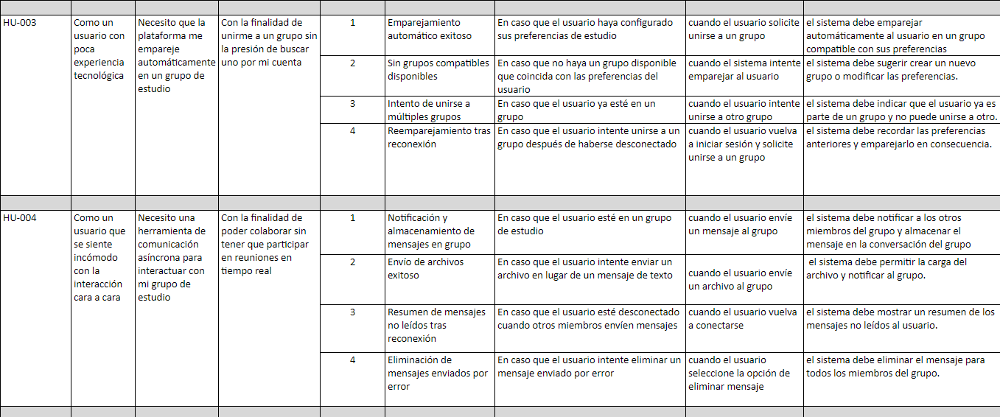 HU-003
Como un
usuario con
poca
experiencia
tecnológica
Necesito que la
plataforma me
empareje
automáticamente
en un grupo de
estudio
Con la finalidad de
unirme a un grupo sin
la presión de buscar
uno por mi cuenta
1
Emparejamiento
automático exitoso
En caso que el usuario haya configurado
sus preferencias de estudio
cuando el usuario solicite
unirse a un grupo
el sistema debe emparejar
automáticamente al usuario en un grupo
compatible con sus preferencias
2
Sin grupos compatibles
disponibles
En caso que no haya un grupo disponible
que coincida con las preferencias del
usuario
cuando el sistema intente
emparejar al usuario
el sistema debe sugerir crear un nuevo
grupo o modificar las preferencias.
3
Intento de unirse a
múltiples grupos
En caso que el usuario ya esté en un
grupo
cuando el usuario intente
unirse a otro grupo
el sistema debe indicar que el usuario ya es
parte de un grupo y no puede unirse a otro.
4
Reemparejamiento tras
reconexión
En caso que el usuario intente unirse a un
grupo después de haberse desconectado
cuando el usuario vuelva
a iniciar sesión y solicite
unirse a un grupo
el sistema debe recordar las preferencias
anteriores y emparejarlo en consecuencia.
HU-004
Como un
usuario que
se siente
incómodo
con la
interacción
cara a cara
Necesito una
herramienta de
comunicación
asíncrona para
interactuar con
mi grupo de
estudio
Con la finalidad de
poder colaborar sin
tener que participar
en reuniones en
tiempo real
1
Notificación y
almacenamiento de
mensajes en grupo
En caso que el usuario esté en un grupo
de estudio
cuando el usuario envíe
un mensaje al grupo
el sistema debe notificar a los otros
miembros del grupo y almacenar el
mensaje en la conversación del grupo
2
Envío de archivos
exitoso
En caso que el usuario intente enviar un
archivo en lugar de un mensaje de texto
cuando el usuario envíe
un archivo al grupo
el sistema debe permitir la carga del
archivo y notificar al grupo.
3
Resumen de mensajes
no leídos tras
reconexión
En caso que el usuario esté desconectado
cuando otros miembros envíen mensajes
cuando el usuario vuelva
a conectarse
el sistema debe mostrar un resumen de los
mensajes no leídos al usuario.
4
Eliminación de
mensajes enviados por
error
En caso que el usuario intente eliminar un
mensaje enviado por error
cuando el usuario
seleccione la opción de
eliminar mensaje
el sistema debe eliminar el mensaje para
todos los miembros del grupo.